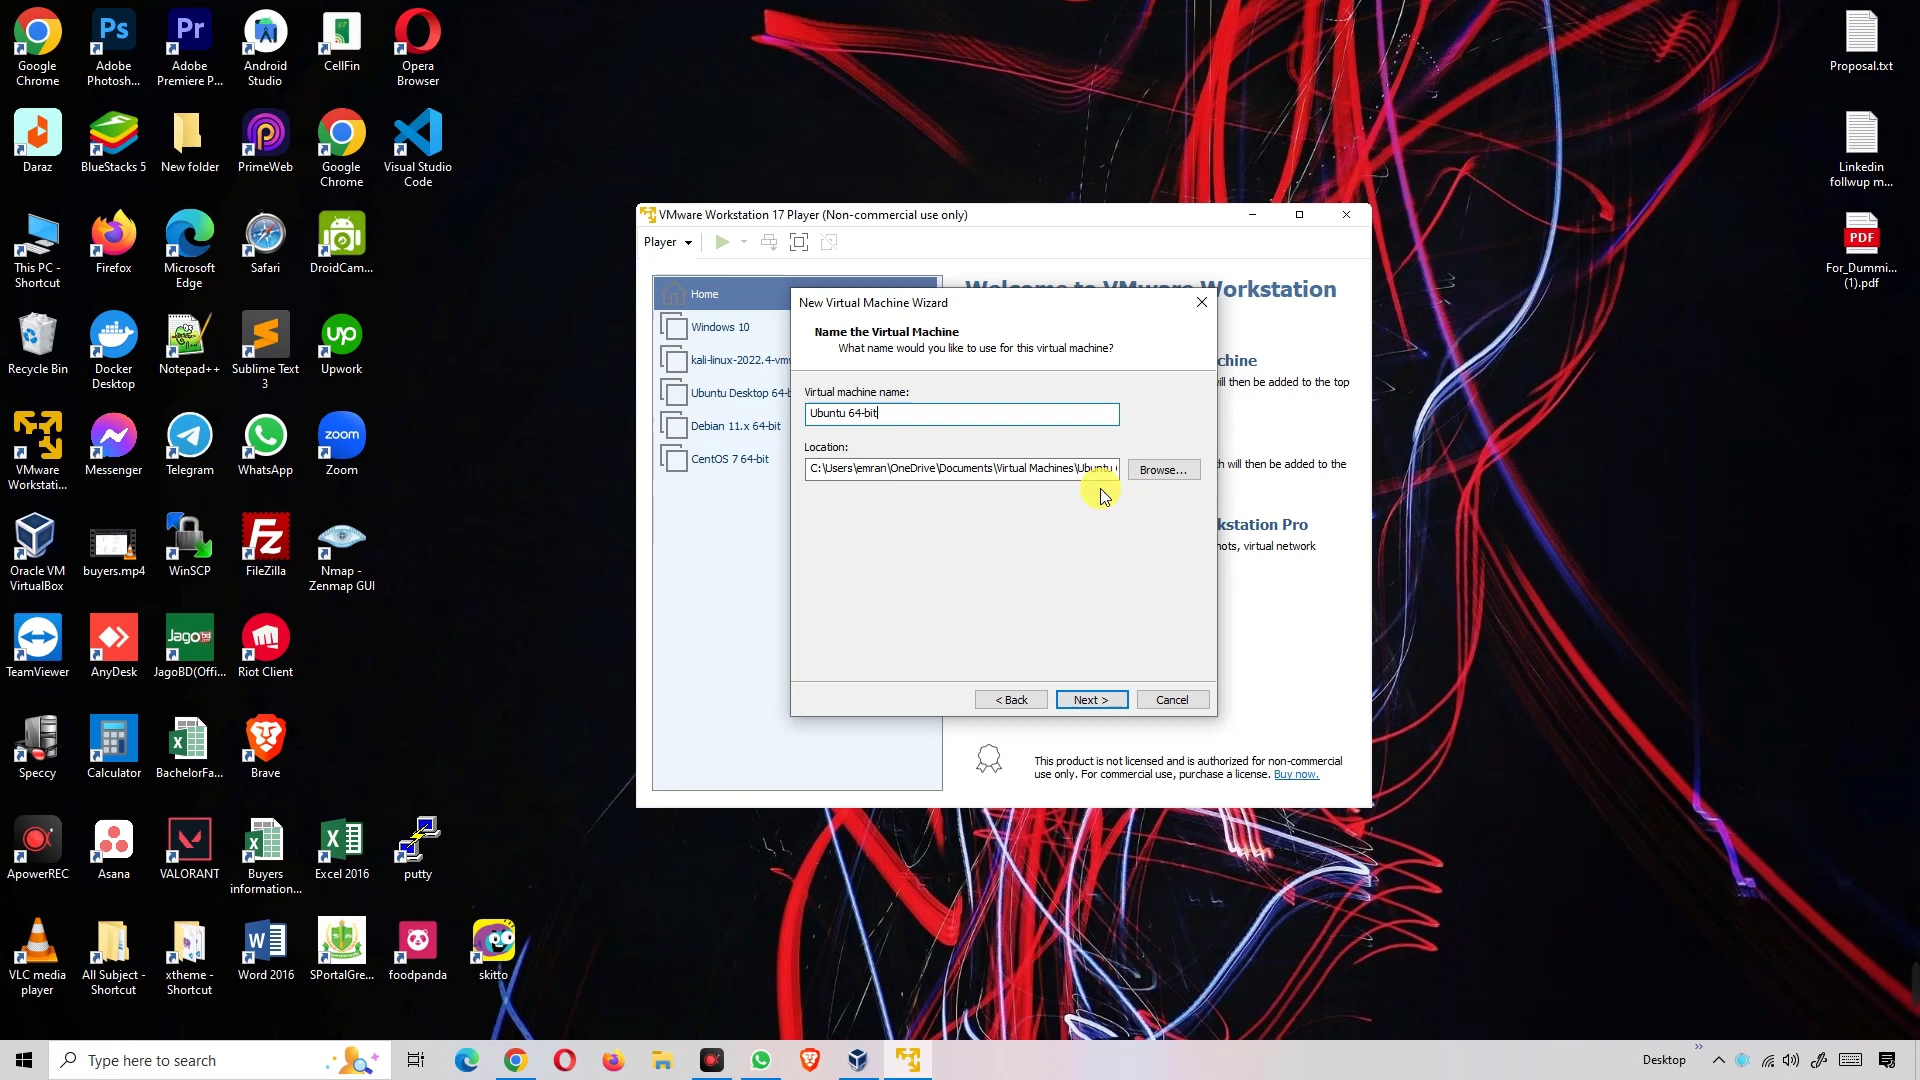 Google
Chrome
Adobe
Photosh...
Adobe
Premiere P...
Android
Studio
CellFin
Opera
Browser
Daraz
BlueStacks 5
New folder
PrimeWeb
Google
Chrome
Visual Studio
Code
This PC -
Shortcut
Firefox
Microsoft
Edge
Safari
DroidCam...
Recycle Bin
Docker
Desktop
Notepad++
Sublime Text
3
Upwork
VMware
Workstati...
Messenger
Telegram
WhatsApp
Zoom
Oracle VM
VirtualBox
buyers.mp4
WinSCP
FileZilla
Nmap -
Zenmap GUI
TeamViewer
AnyDesk
JagoBD(Offi...
Riot Client
Speccy
Calculator
BachelorFa...
Brave
ApowerREC
Asana
VALORANT
Buyers
information...
Excel 2016
putty
VLC media
player
All Subject -
Shortcut
xtheme -
Shortcut
Word 2016
SPortalGre...
foodpanda
skitto
Ps
Pr
up
zoom
Fz
Jagobd
W
Proposal.txt
Linkedin
follwup m...
PDF
For_Dummi...
(1).pdf
VMware Workstation 17 Player (Non-commercial use only)
Player
Home
Windows 10
kali-linux-2022.4-vm
Ubuntu Desktop 64-b
Debian 11.x 64-bit
CentOS 7 64-bit
Welcome to VMware Workstation
chine
ill then be added to the top
h will then be added to the
kstation Pro
hots, virtual network
This product is not licensed and is authorized for non-commercial
use only. For commercial use, purchase a license. Buy now.
New Virtual Machine Wizard
Name the Virtual Machine
What name would you like to use for this virtual machine?
Virtual machine name:
Ubuntu 64-bit
Location:
C:\Users\emran\OneDrive\Documents\Virtual Machines\Ubuntu
Browse...
< Back
Next >
Cancel
Type here to search
Desktop